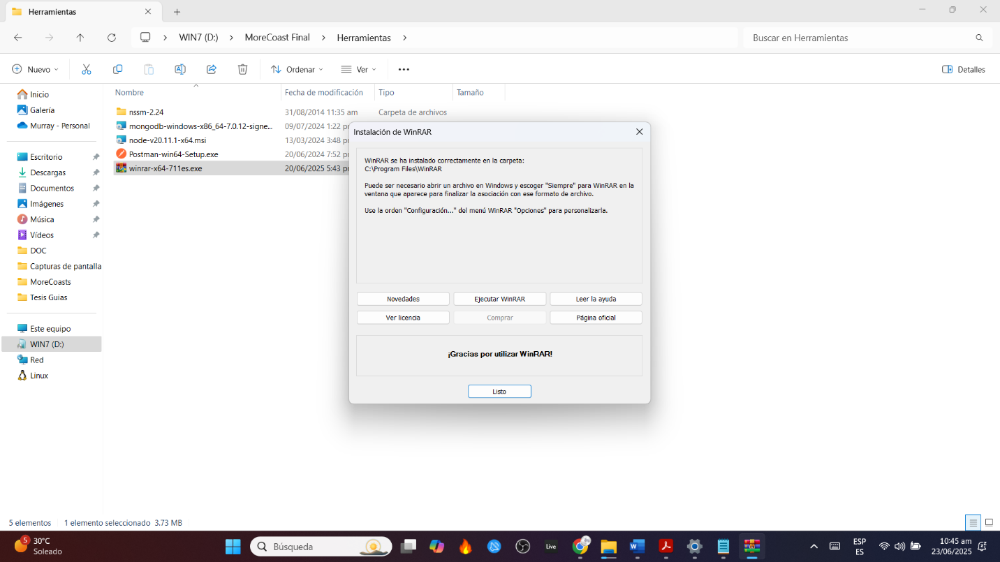 Herramientas
WIN7 (D:) MoreCoast Final Herramientas
Buscar en Herramientas
Nuevo
Ordenar
Ver
Detalles
Inicio
Galería
Murray - Personal
Escritorio
Descargas
Documentos
Imágenes
Música
Vídeos
DOC
Capturas de pantalla
MoreCoasts
Tesis Guias
Este equipo
WIN7 (D:)
Red
Linux
Nombre Fecha de modificación Tipo Tamaño
nssm-2.24 31/08/2014 11:35 am Carpeta de archivos
mongodb-windows-x86_64-7.0.12-signe... 09/07/2024 1:22 p
node-v20.11.1-x64.msi 13/03/2024 3:48 p
Postman-win64-Setup.exe 20/06/2024 7:52 p
winrar-x64-711es.exe 20/06/2025 5:43 p
Instalación de WinRAR
WinRAR se ha instalado correctamente en la carpeta:
C:\Program Files\WinRAR
Puede ser necesario abrir un archivo en Windows y escoger "Siempre" para WinRAR en la
ventana que aparece para finalizar la asociación con ese formato de archivo.
Use la orden "Configuración..." del menú WinRAR "Opciones" para personalizarla.
Novedades Ejecutar WinRAR Leer la ayuda
Ver licencia Comprar Página oficial
¡Gracias por utilizar WinRAR!
Listo
5 elementos 1 elemento seleccionado 3.73 MB
5
30°C
Soleado
Búsqueda
Live
ESP
ES
10:45 am
23/06/2025